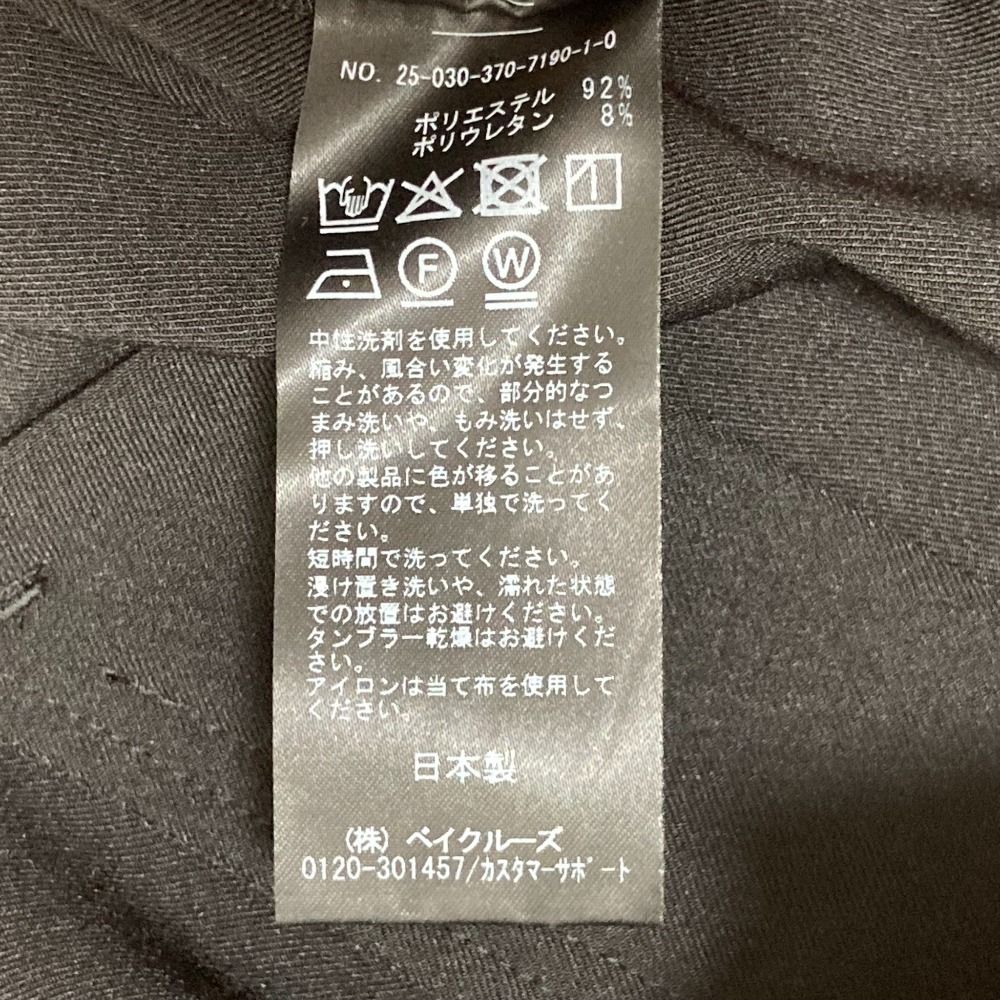 NO. 25-030-370-7190-1-0
ポリエステル 92%
ポリウレタン 8%
F W
中性洗剤を使用してください。
縮み、風合い変化が発生する
ことがあるので、部分的なつ
まみ洗いや、もみ洗いはせず、
押し洗いしてください。
他の製品に色が移ることがあ
りますので、単独で洗ってく
ださい。
短時間で洗ってください。
浸け置き洗いや、濡れた状態
での放置はお避けください。
タンブラー乾燥はお避けくだ
さい。
アイロンは当て布を使用して
ください。
日本製
(株) ベイクルーズ
0120-301457/カスタマーサポート